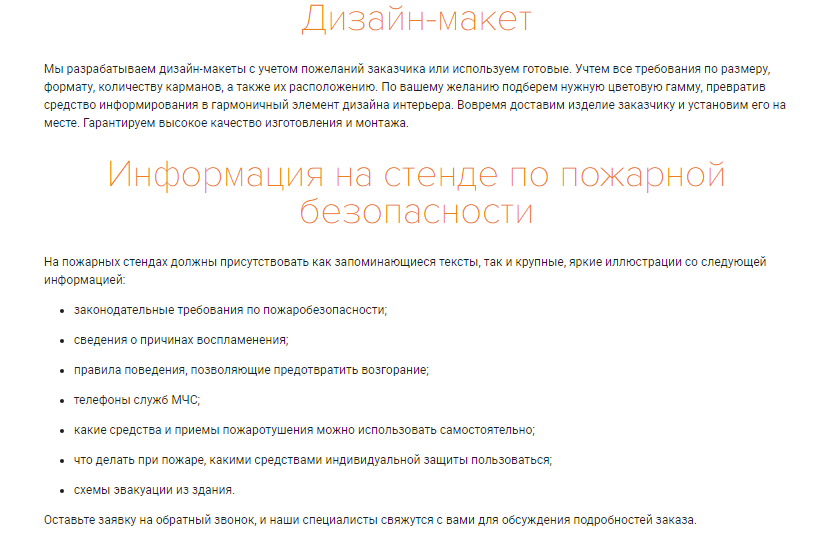 Дизайн-макет
Мы разрабатываем дизайн-макеты с учетом пожеланий заказчика или используем готовые. Учтем все требования по размеру,
формату, количеству карманов, а также их расположению. По вашему желанию подберем нужную цветовую гамму, превратив
средство информирования в гармоничный элемент дизайна интерьера. Вовремя доставим изделие заказчику и установим его на
месте. Гарантируем высокое качество изготовления и монтажа.
Информация на стенде по пожарной
безопасности
На пожарных стендах должны присутствовать как запоминающиеся тексты, так и крупные, яркие иллюстрации со следующей
информацией:
• законодательные требования по пожаробезопасности;
• сведения о причинах воспламенения;
• правила поведения, позволяющие предотвратить возгорание;
• телефоны служб МЧС;
• какие средства и приемы пожаротушения можно использовать самостоятельно;
• что делать при пожаре, какими средствами индивидуальной защиты пользоваться;
• схемы эвакуации из здания.
Оставьте заявку на обратный звонок, и наши специалисты свяжутся с вами для обсуждения подробностей заказа.